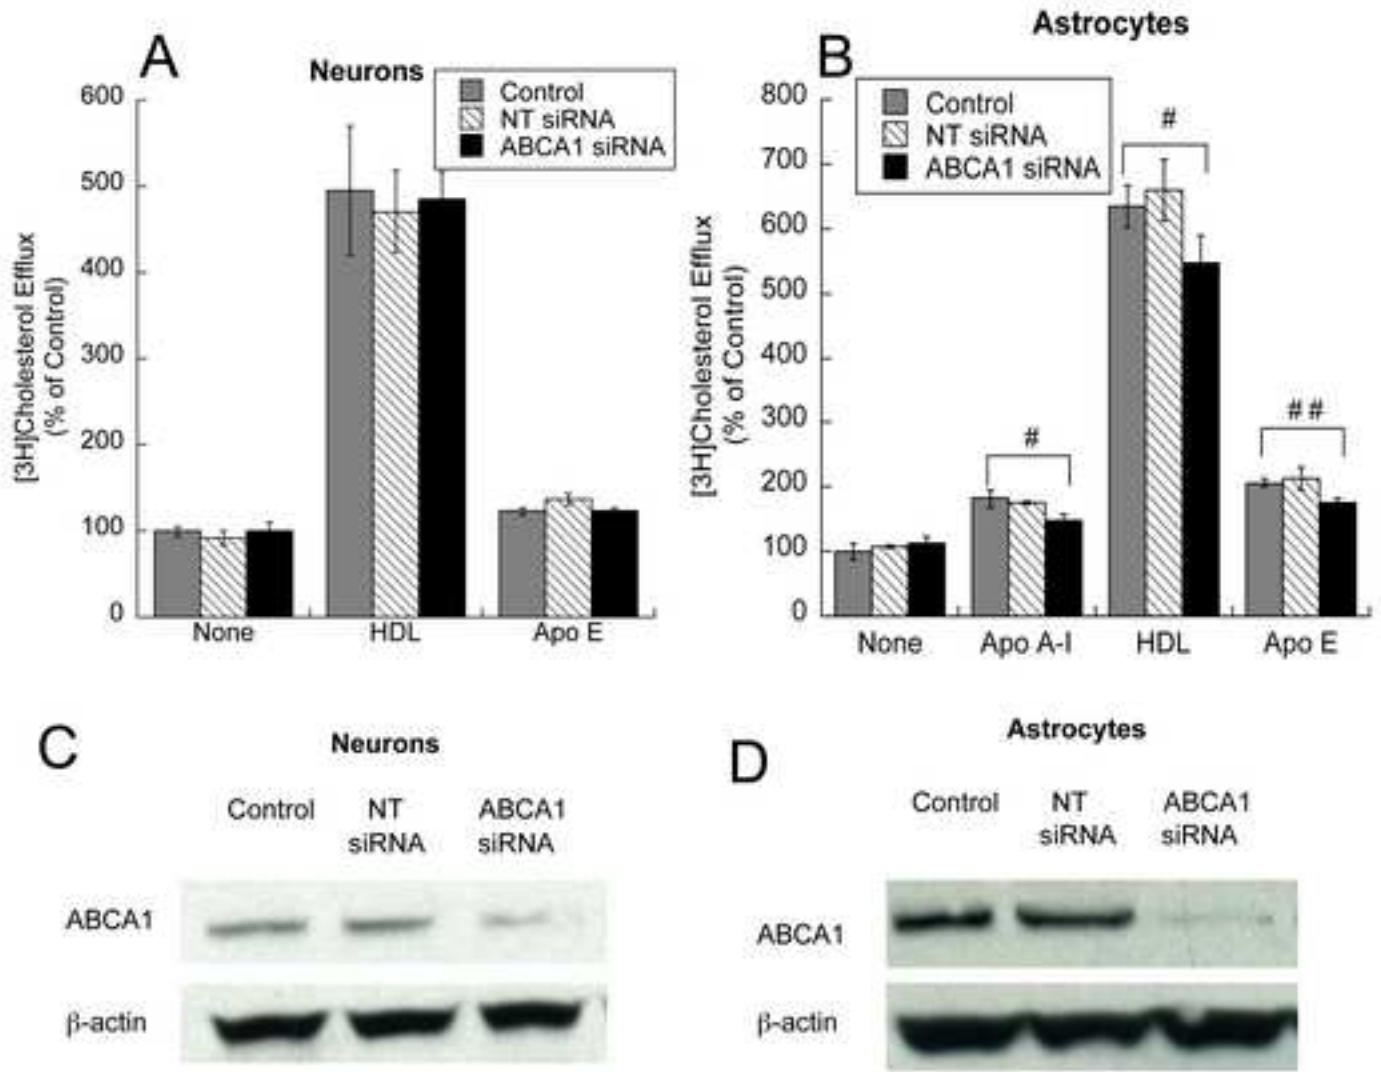 A
Neurons
Control
NT siRNA
ABCA1 siRNA
[3H]Cholesterol Efflux
(% of Control)
600
500
400
300
200
100
0
None HDL Apo E
B
Astrocytes
Control
NT siRNA
ABCA1 siRNA
[3H]Cholesterol Efflux
(% of Control)
800
700
600
500
400
300
200
100
0
#
#
##
None Apo A-I HDL Apo E
C
Neurons
Control NT ABCA1
siRNA siRNA
ABCA1
β-actin
D
Astrocytes
Control NT ABCA1
siRNA siRNA
ABCA1
β-actin